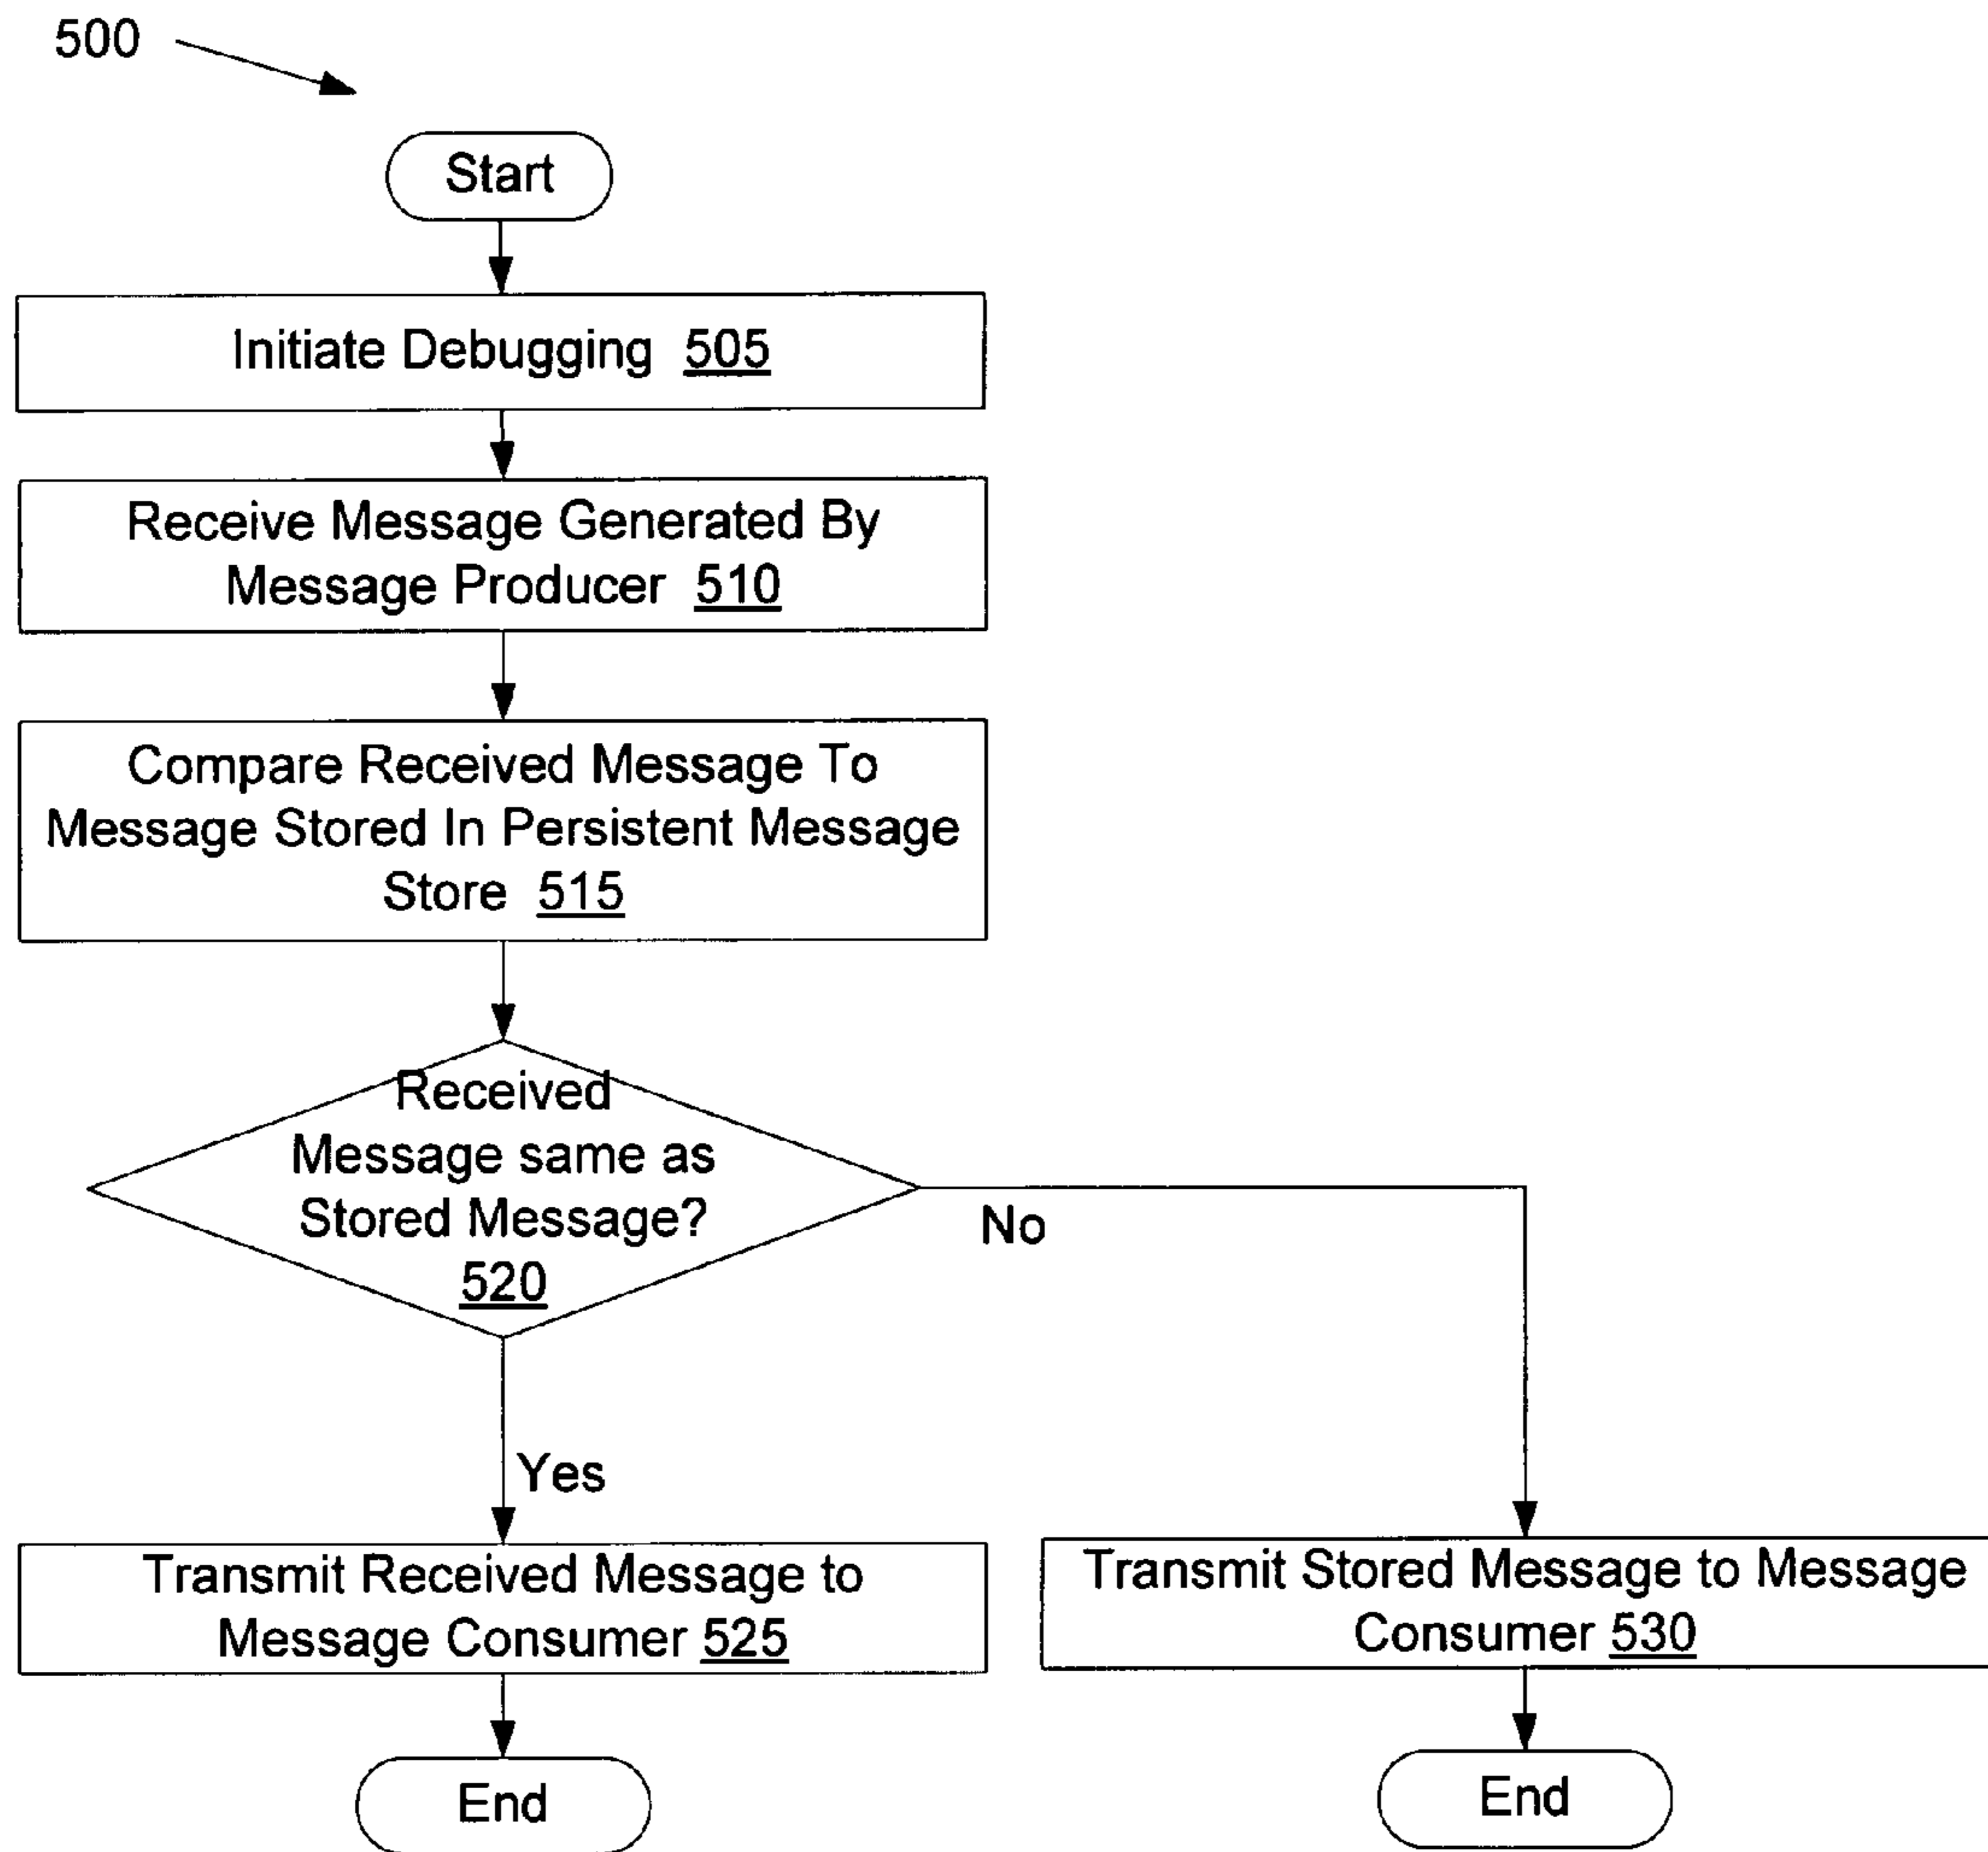 500
Start
Initiate Debugging 505
Receive Message Generated By
Message Producer 510
Compare Received Message To
Message Stored In Persistent Message
Store 515
Received
Message same as
Stored Message?
520
No
Yes
Transmit Received Message to
Message Consumer 525
Transmit Stored Message to Message
Consumer 530
End
End